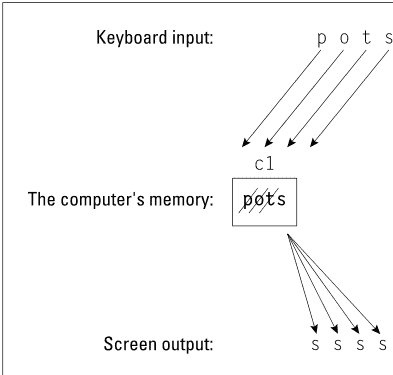 Keyboard input: p o t s
c1
The computer's memory: pots
Screen output: s s s s